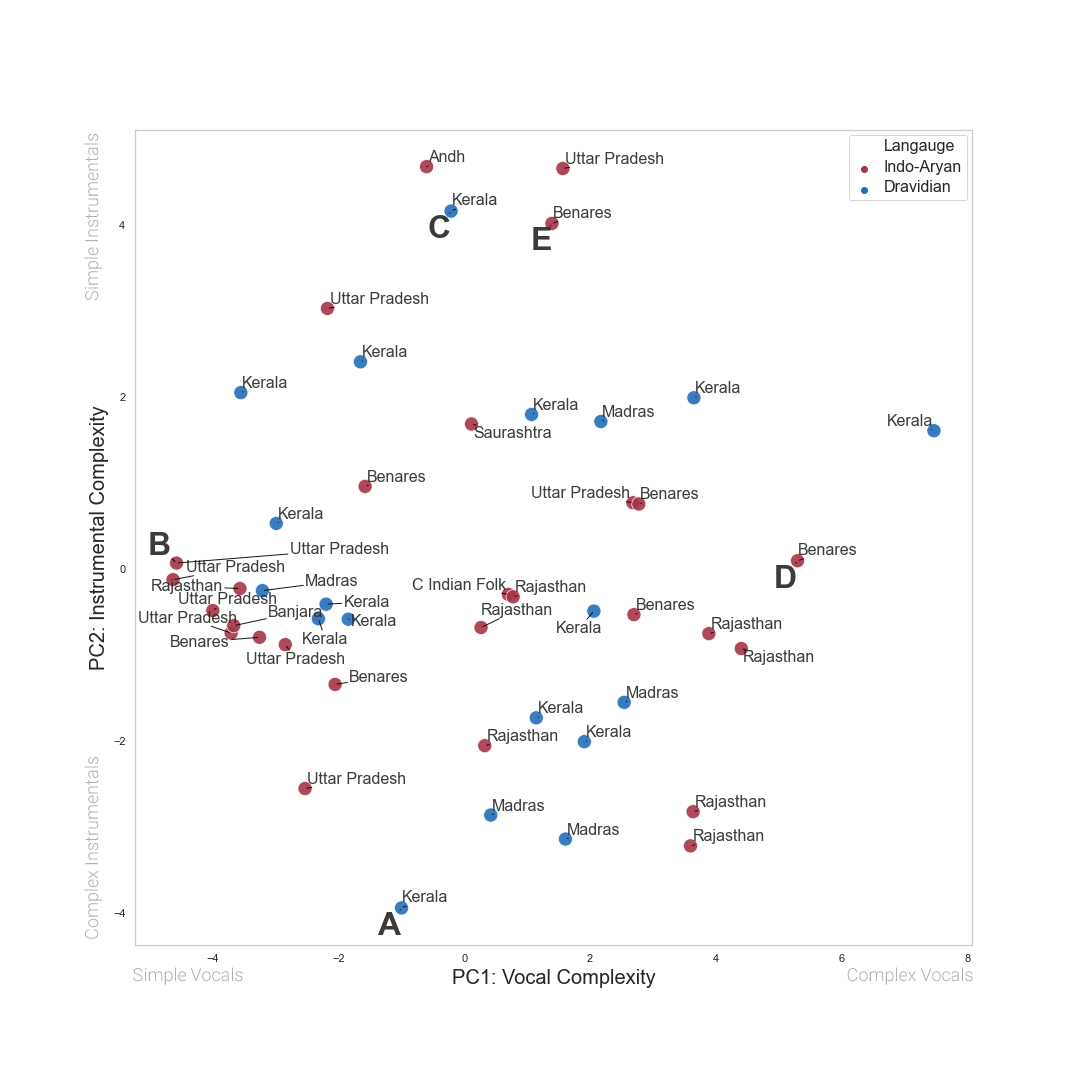 Langauge
Indo-Aryan
Dravidian
Simple Instrumentals
PC2: Instrumental Complexity
Complex Instrumentals
4
2
0
−2
−4
Andh
Uttar Pradesh
Kerala
C
Benares
E
Uttar Pradesh
Kerala
Kerala
Kerala
Kerala
Madras
Kerala
Saurashtra
Benares
Uttar Pradesh
Benares
Kerala
B
Uttar Pradesh
Benares
D
Uttar Pradesh
Rajasthan
Madras
C Indian Folk
Rajasthan
Uttar Pradesh
Kerala
Rajasthan
Benares
Uttar Pradesh
Banjara
Kerala
Kerala
Rajasthan
Benares
Kerala
Uttar Pradesh
Rajasthan
Benares
Madras
Kerala
Rajasthan
Kerala
Uttar Pradesh
Madras
Rajasthan
Madras
Rajasthan
Kerala
A
−4
−2
0
2
4
6
8
Simple Vocals
PC1: Vocal Complexity
Complex Vocals